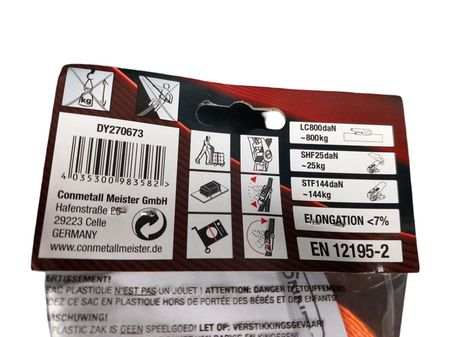 kg
DY270673
4 035300 983582 >
Conmetall Meister GmbH
Hafenstraße
29223 Celle
GERMANY
www.conmetallmeister.de
LC800daN
~800kg
SHF25daN
~25kg
STF144daN
~144kg
ELONGATION <7%
EN 12195-2
SAC PLASTIQUE N'EST PAS UN JOUET ! ATTENTION: DANGER D'ÉTOUFFEMENT
CE SAC EN PLASTIQUE HORS DE PORTÉE DES BÉBÉS ET DES ENFANTS
PLASTIC ZAK IS GEEN SPEELGOED! LET OP: VERSTIKKINGSGEVAAR!